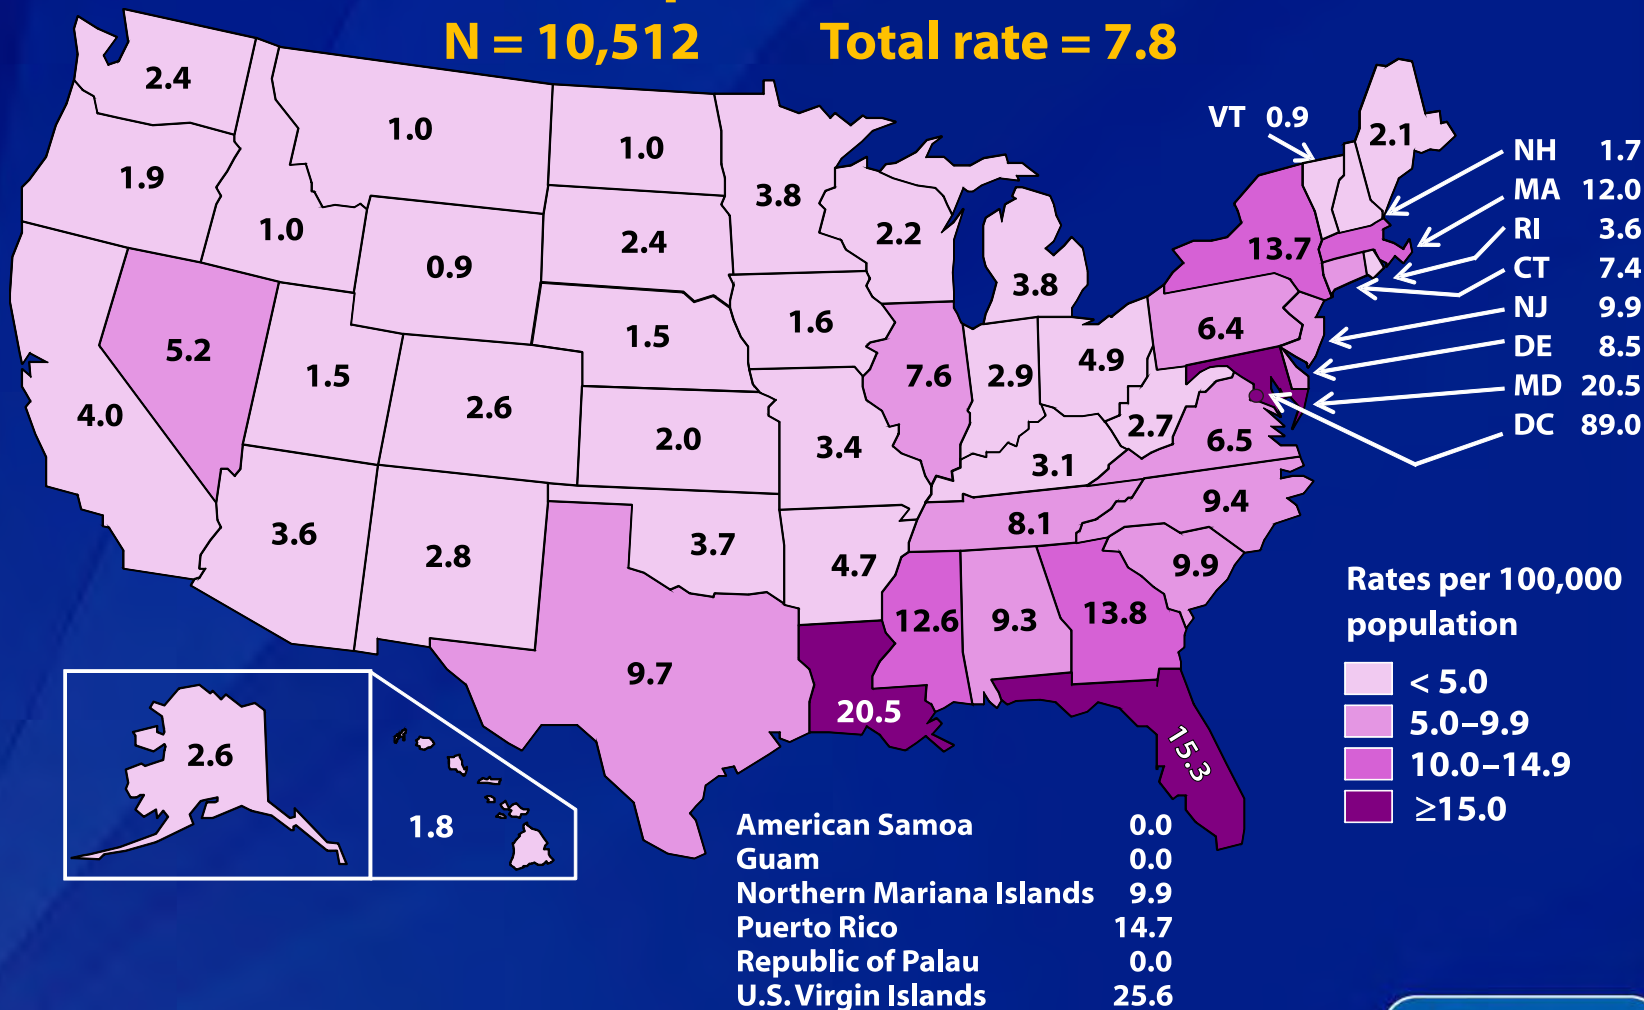 N = 10,512 Total rate = 7.8
2.4
1.0
1.0
VT 0.9
2.1
NH 1.7
1.9
3.8
MA 12.0
1.0
2.4
2.2
13.7
RI 3.6
0.9
3.8
CT 7.4
NJ 9.9
5.2
1.5
1.6
6.4
DE 8.5
1.5
7.6
2.9
4.9
MD 20.5
4.0
2.6
2.7
DC 89.0
2.0
3.4
3.1
6.5
3.6
2.8
3.7
8.1
9.4
4.7
9.9
12.6
9.3
13.8
Rates per 100,000
population
9.7
20.5
15.3
< 5.0
5.0–9.9
10.0–14.9
≥15.0
2.6
1.8
American Samoa 0.0
Guam 0.0
Northern Mariana Islands 9.9
Puerto Rico 14.7
Republic of Palau 0.0
U.S. Virgin Islands 25.6